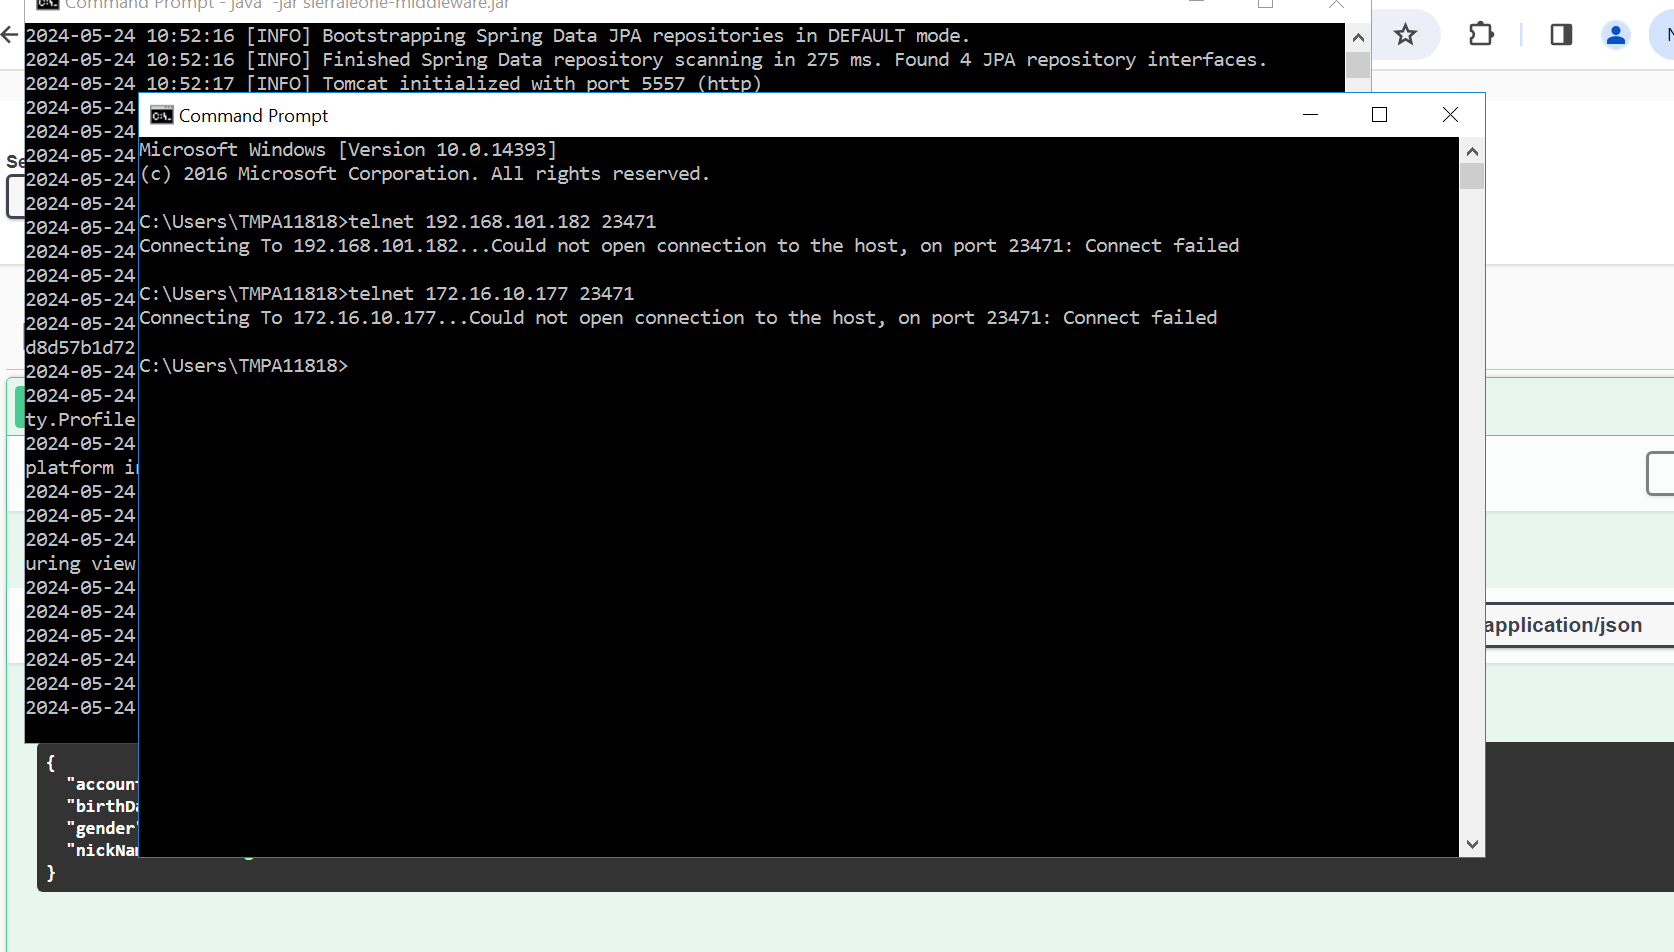 Command Prompt - java -jar sierraleone-middleware.jar
2024-05-24 10:52:16 [INFO] Bootstrapping Spring Data JPA repositories in DEFAULT mode.
2024-05-24 10:52:16 [INFO] Finished Spring Data repository scanning in 275 ms. Found 4 JPA repository interfaces.
2024-05-24 10:52:17 [INFO] Tomcat initialized with port 5557 (http)
2024-05-24
2024-05-24
2024-05-24
2024-05-24
2024-05-24
2024-05-24
2024-05-24
2024-05-24
2024-05-24
2024-05-24
d8d57b1d72
2024-05-24
2024-05-24
ty.Profile
2024-05-24
platform
2024-05-24
2024-05-24
2024-05-24
uring view
2024-05-24
2024-05-24
2024-05-24
2024-05-24
2024-05-24
2024-05-24
Command Prompt
Microsoft Windows [Version 10.0.14393]
(c) 2016 Microsoft Corporation. All rights reserved.
C:\Users\TMPA11818>telnet 192.168.101.182 23471
Connecting To 192.168.101.182...Could not open connection to the host, on port 23471: Connect failed
C:\Users\TMPA11818>telnet 172.16.10.177 23471
Connecting To 172.16.10.177...Could not open connection to the host, on port 23471: Connect failed
C:\Users\TMPA11818>
Se
application/json
{
"account
"birthDa
"gender"
"nickNa
}